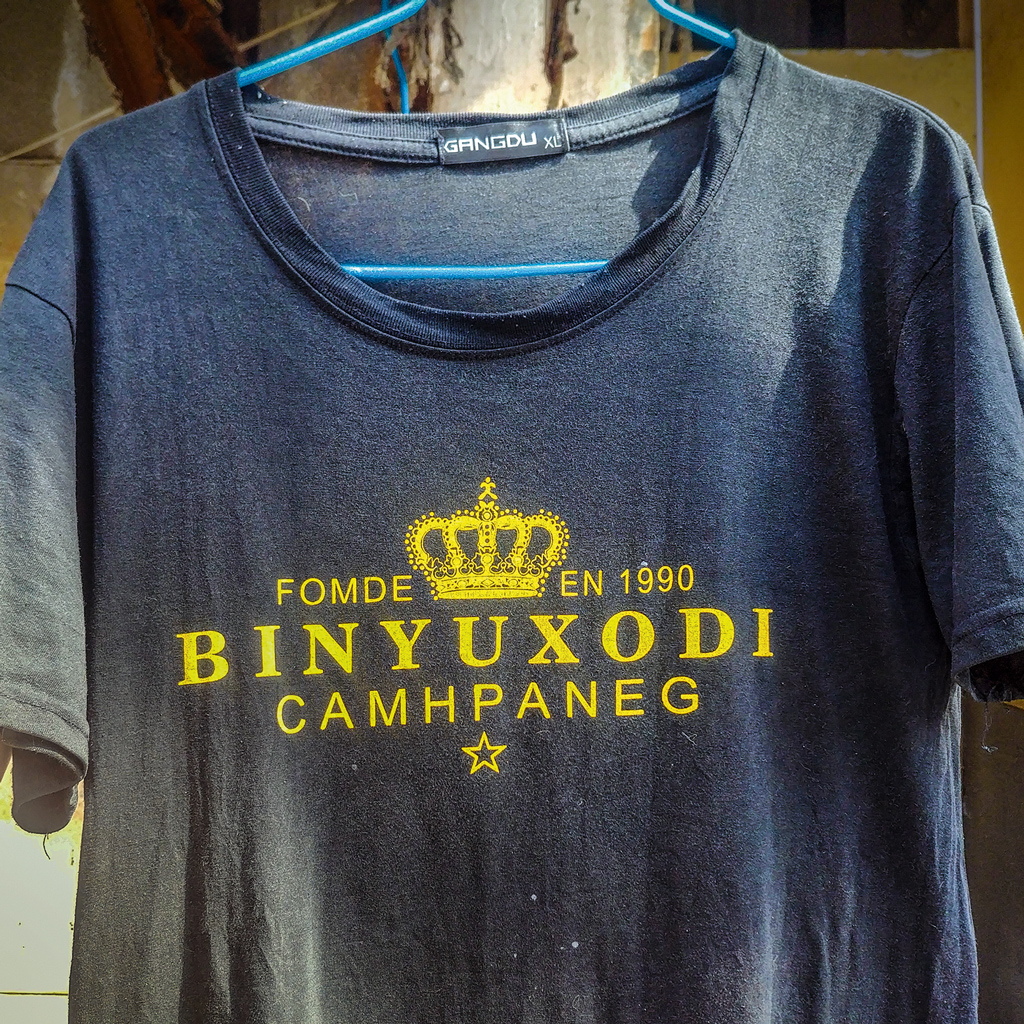 GANGDU XL
FOMDE EN 1990
BINYUXODI
CAMHPANEG